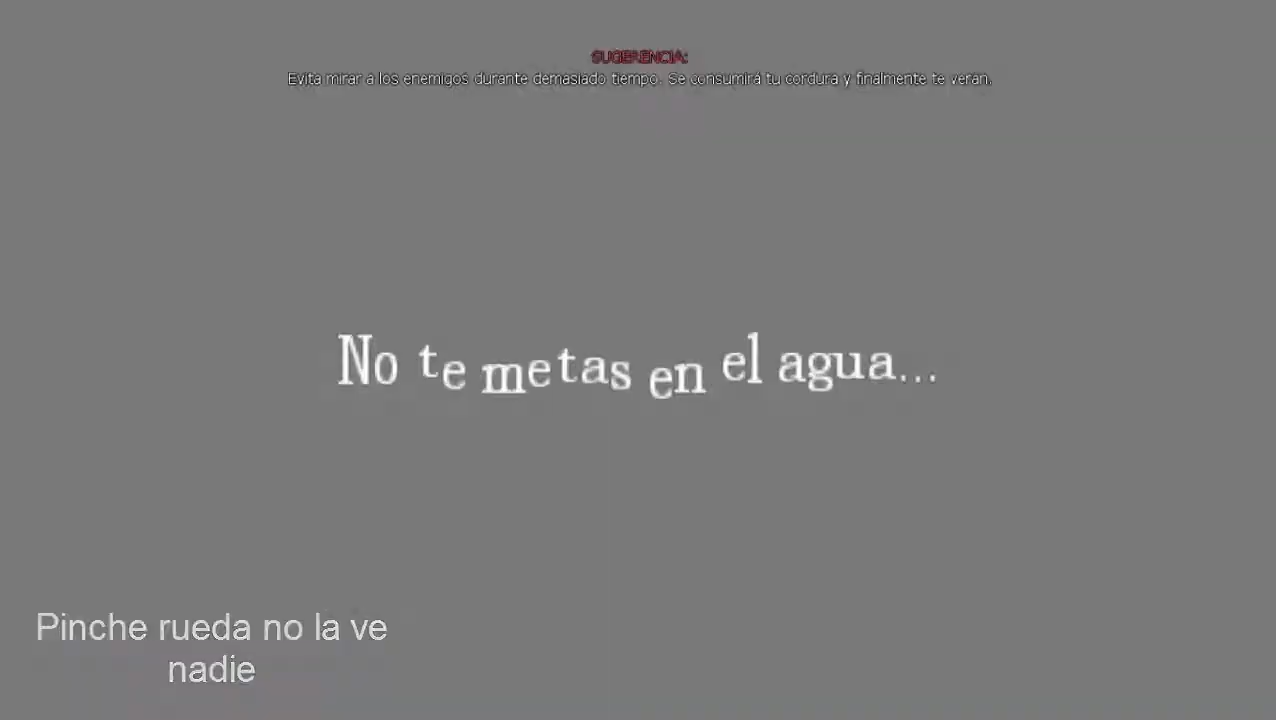 SUGERENCIA:
Evita mirar a los enemigos durante demasiado tiempo. Se consumirá tu cordura y finalmente te veran.
No te metas en el agua...
Pinche rueda no la ve
nadie